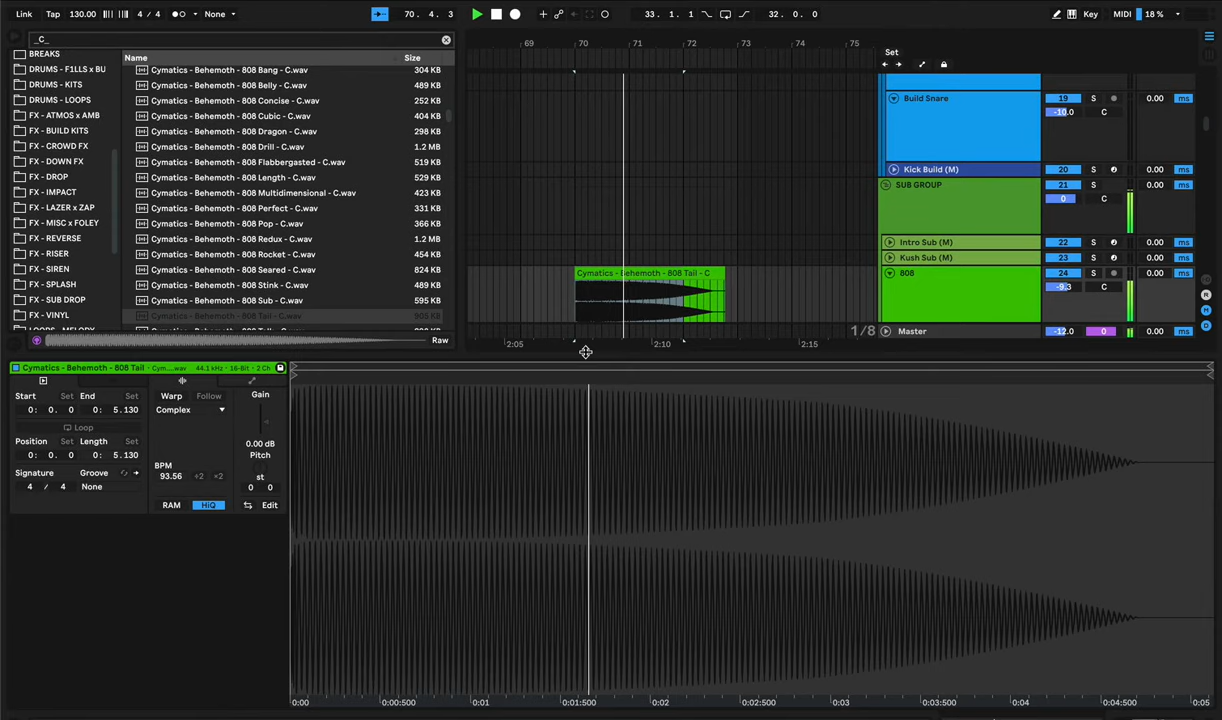 Link Tap 130.00 4 / 4 None 70. 4. 3 33. 1. 1 32. 0. 0 Key MIDI 18 %
_C_
Name Size
BREAKS
DRUMS - F1LLS x BU
DRUMS - KITS
DRUMS - LOOPS
FX - ATMOS x AMB
FX - BUILD KITS
FX - CROWD FX
FX - DOWN FX
FX - DROP
FX - IMPACT
FX - LAZER x ZAP
FX - MISC x FOLEY
FX - REVERSE
FX - RISER
FX - SIREN
FX - SPLASH
FX - SUB DROP
FX - VINYL
Cymatics - Behemoth - 808 Bang - C.wav 304 KB
Cymatics - Behemoth - 808 Belly - C.wav 489 KB
Cymatics - Behemoth - 808 Concise - C.wav 252 KB
Cymatics - Behemoth - 808 Cubic - C.wav 404 KB
Cymatics - Behemoth - 808 Dragon - C.wav 298 KB
Cymatics - Behemoth - 808 Drill - C.wav 1.2 MB
Cymatics - Behemoth - 808 Flabbergasted - C.wav 519 KB
Cymatics - Behemoth - 808 Length - C.wav 529 KB
Cymatics - Behemoth - 808 Multidimensional - C.wav 423 KB
Cymatics - Behemoth - 808 Perfect - C.wav 331 KB
Cymatics - Behemoth - 808 Pop - C.wav 366 KB
Cymatics - Behemoth - 808 Redux - C.wav 1.2 MB
Cymatics - Behemoth - 808 Rocket - C.wav 454 KB
Cymatics - Behemoth - 808 Seared - C.wav 824 KB
Cymatics - Behemoth - 808 Stink - C.wav 489 KB
Cymatics - Behemoth - 808 Sub - C.wav 595 KB
Cymatics - Behemoth - 808 Tail - C.wav 905 KB
Raw
69 70 71 72 73 74 75
Set
Build Snare 19 S 0.00 ms
-10.0 C
Kick Build (M) 20 S 0.00 ms
SUB GROUP 21 S 0.00 ms
0 C
Intro Sub (M) 22 S 0.00 ms
Kush Sub (M) 23 S 0.00 ms
Cymatics - Behemoth - 808 Tail - C
808 24 S 0.00 ms
-9.3 C
R
H
D
1/8
Master -12.0 0 0.00 ms
2:05 2:10 2:15
Cymatics - Behemoth - 808 Tail - Cym....wav 44.1 kHz - 16-Bit - 2 Ch
Start Set End Set
0: 0. 0 0: 5.130
Loop
Position Set Length Set
0: 0. 0 0: 5.130
Signature Groove
4 / 4 None
Warp Follow
Complex
BPM
93.56 ÷2 ×2
RAM HiQ
Gain
0.00 dB
Pitch
st
0 0
Edit
0:00 0:00:500 0:01 0:01:500 0:02 0:02:500 0:03 0:03:500 0:04 0:04:500 0:05